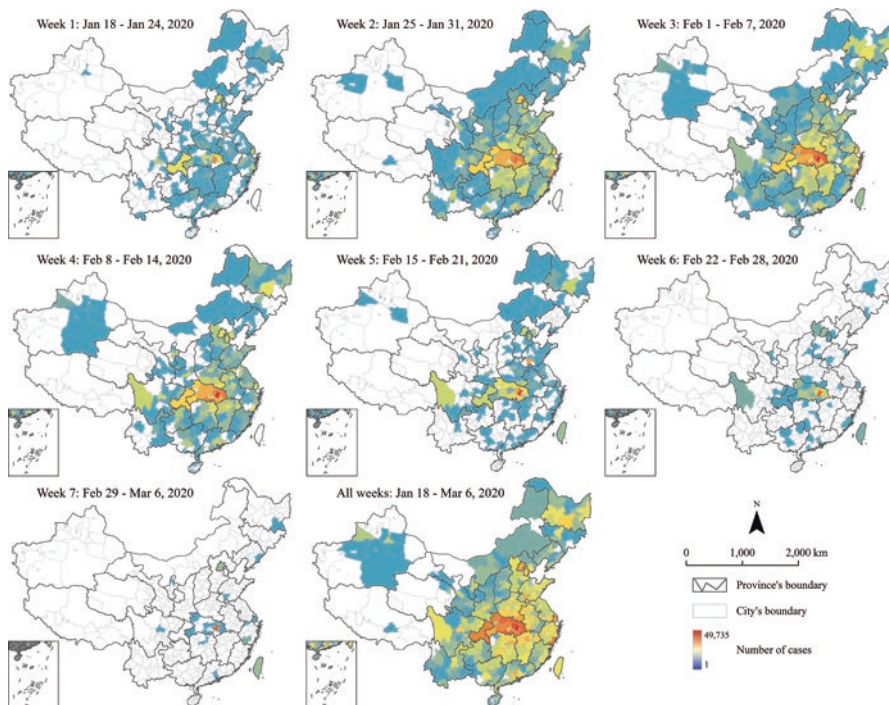 Week 1: Jan 18 - Jan 24, 2020
Week 2: Jan 25 - Jan 31, 2020
Week 3: Feb 1 - Feb 7, 2020
Week 4: Feb 8 - Feb 14, 2020
Week 5: Feb 15 - Feb 21, 2020
Week 6: Feb 22 - Feb 28, 2020
Week 7: Feb 29 - Mar 6, 2020
All weeks: Jan 18 - Mar 6, 2020
N
0 1,000 2,000 km
Province's boundary
City's boundary
49,735
Number of cases
1